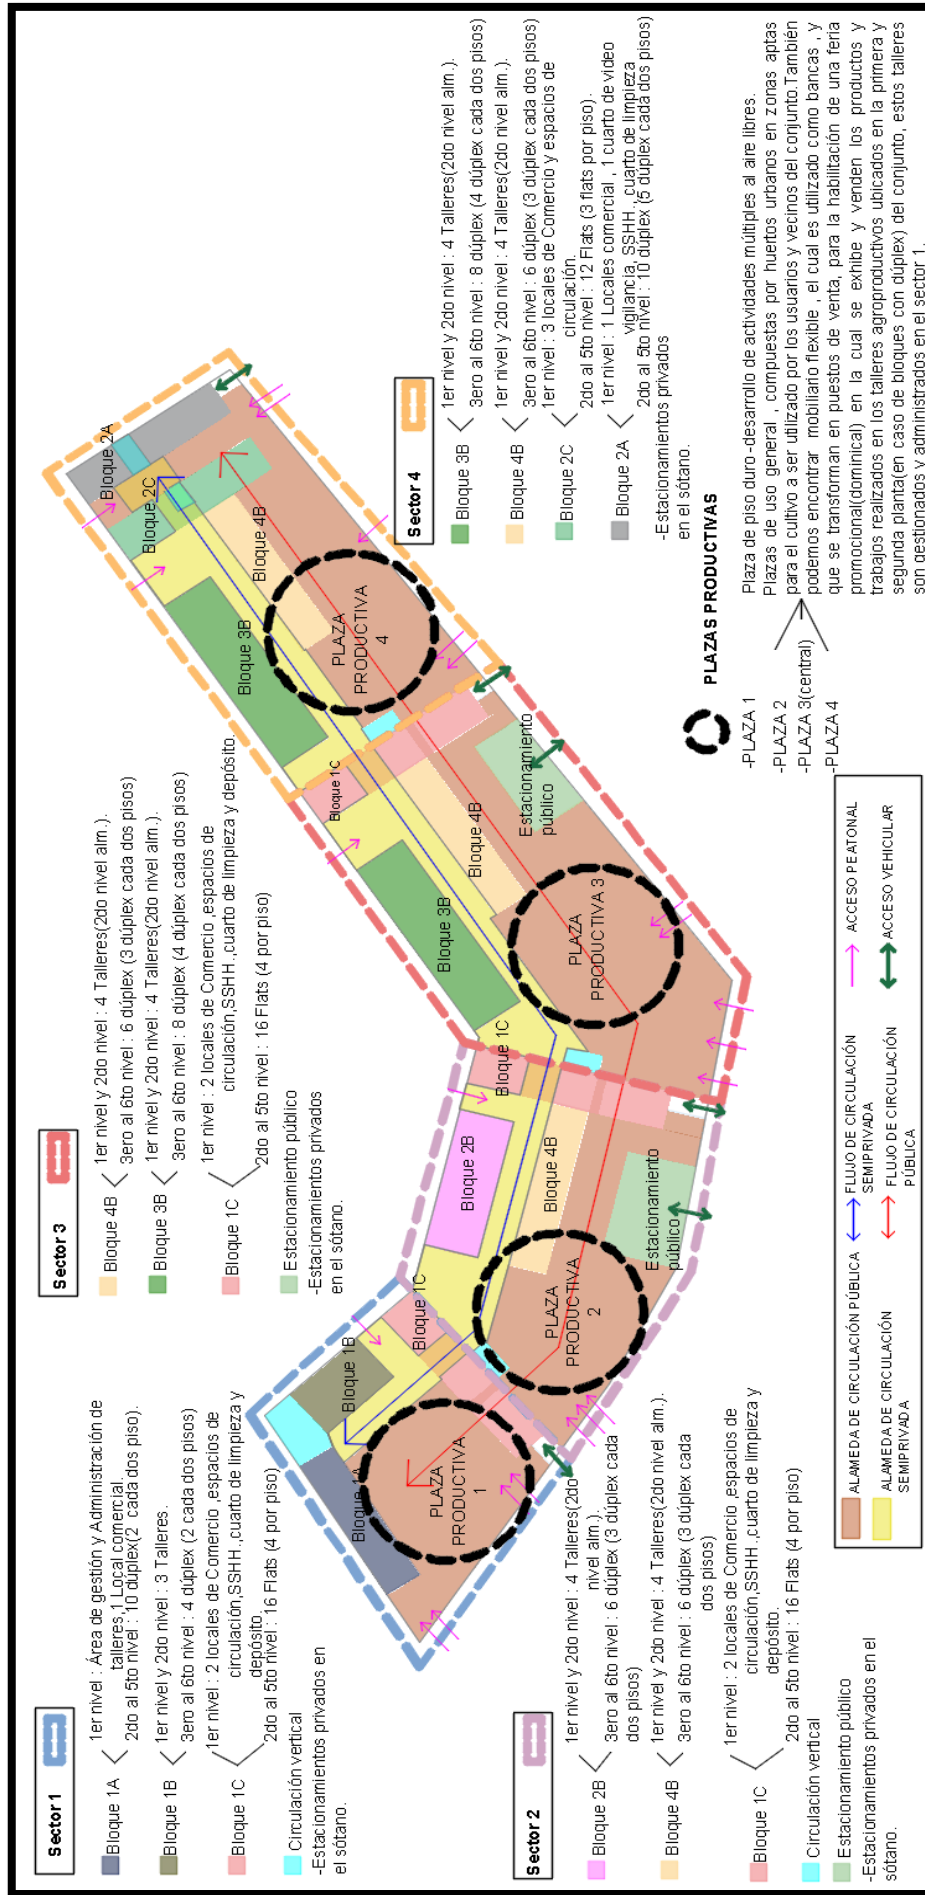 Sector 1
Bloque 1A
1er nivel : Área de gestión y Administración de
talleres,1 Local comercial.
2do al 5to nivel : 10 dúplex(2 cada dos piso).
Bloque 1B
1er nivel y 2do nivel : 3 Talleres.
3ero al 6to nivel : 4 dúplex (2 cada dos pisos)
Bloque 1C
1er nivel : 2 locales de Comercio ,espacios de
circulación,SSHH.,cuarto de limpieza y
depósito.
2do al 5to nivel : 16 Flats (4 por piso)
Circulación vertical
-Estacionamientos privados en
el sótano.
Sector 2
Bloque 2B
1er nivel y 2do nivel : 4 Talleres(2do
nivel alm.).
3ero al 6to nivel : 6 dúplex (3 dúplex cada
dos pisos)
Bloque 4B
1er nivel y 2do nivel : 4 Talleres(2do nivel alm.).
3ero al 6to nivel : 6 dúplex (3 dúplex cada
dos pisos)
Bloque 1C
1er nivel : 2 locales de Comercio ,espacios de
circulación,SSHH.,cuarto de limpieza y
depósito.
2do al 5to nivel : 16 Flats (4 por piso)
Circulación vertical
Estacionamiento público
-Estacionamientos privados en el
sótano.
Sector 3
Bloque 4B
1er nivel y 2do nivel : 4 Talleres(2do nivel alm.).
3ero al 6to nivel : 6 dúplex (3 dúplex cada dos pisos)
Bloque 3B
1er nivel y 2do nivel : 4 Talleres(2do nivel alm.).
3ero al 6to nivel : 8 dúplex (4 dúplex cada dos pisos)
Bloque 1C
1er nivel : 2 locales de Comercio ,espacios de
circulación,SSHH.,cuarto de limpieza y depósito.
2do al 5to nivel : 16 Flats (4 por piso)
Estacionamiento público
-Estacionamientos privados
en el sótano.
Sector 4
Bloque 3B
1er nivel y 2do nivel : 4 Talleres(2do nivel alm.).
3ero al 6to nivel : 8 dúplex (4 dúplex cada dos pisos)
Bloque 4B
1er nivel y 2do nivel : 4 Talleres(2do nivel alm.).
3ero al 6to nivel : 6 dúplex (3 dúplex cada dos pisos)
Bloque 2C
1er nivel : 3 locales de Comercio y espacios de
circulación.
2do al 5to nivel : 12 Flats (3 flats por piso).
Bloque 2A
1er nivel : 1 Locales comercial , 1 cuarto de video
vigilancia, SSHH.,cuarto de limpieza
2do al 5to nivel : 10 dúplex (5 dúplex cada dos pisos)
-Estacionamientos privados
en el sótano.
Bloque 1A
Bloque 1B
Bloque 1C
PLAZA
PRODUCTIVA
1
Bloque 2B
Bloque 4B
PLAZA
PRODUCTIVA
2
Estacionamiento
público
Bloque 1C
Bloque 3B
Bloque 4B
PLAZA
PRODUCTIVA 3
Estacionamiento
público
Bloque 1C
Bloque 3B
Bloque 4B
PLAZA
PRODUCTIVA
4
Bloque 2C
Bloque 2A
PLAZAS PRODUCTIVAS
-PLAZA 1
-PLAZA 2
-PLAZA 3(central)
-PLAZA 4
Plaza de piso duro -desarrollo de actividades múltiples al aire libres.
Plazas de uso general , compuestas por huertos urbanos en zonas aptas
para el cultivo a ser utilizado por los usuarios y vecinos del conjunto.También
podemos encontrar mobiliario flexible , el cual es utilizado como bancas , y
que se transforman en puestos de venta, para la habilitación de una feria
promocional(dominical) en la cual se exhibe y venden los productos y
trabajos realizados en los talleres agroproductivos ubicados en la primera y
segunda planta(en caso de bloques con dúplex) del conjunto, estos talleres
son gestionados y administrados en el sector 1.
ALAMEDA DE CIRCULACIÓN PÚBLICA
ALAMEDA DE CIRCULACIÓN
SEMIPRIVADA
FLUJO DE CIRCULACIÓN
SEMIPRIVADA
FLUJO DE CIRCULACIÓN
PÚBLICA
ACCESO PEATONAL
ACCESO VEHICULAR